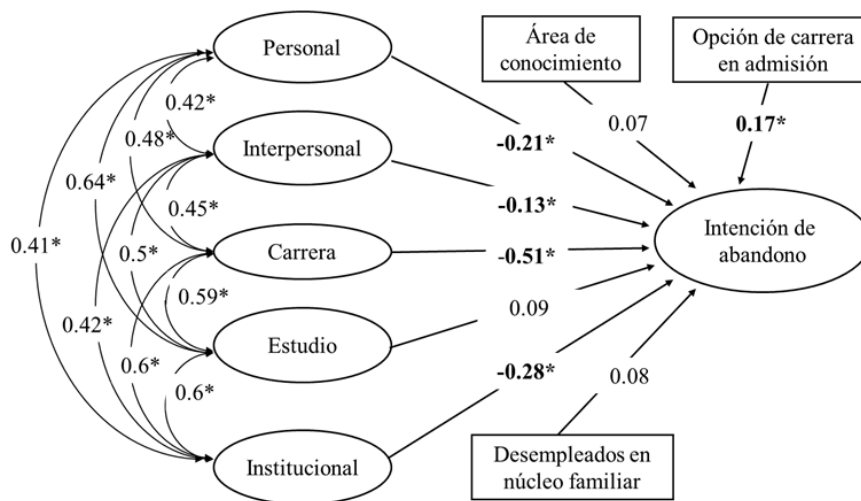 Personal
Interpersonal
Carrera
Estudio
Institucional
0.42*
0.48*
0.64*
0.45*
0.41*
0.5*
0.59*
0.42*
0.6*
0.6*
-0.21*
-0.13*
-0.51*
0.09
-0.28*
Área de
conocimiento
0.07
Opción de carrera
en admisión
0.17*
Intención de
abandono
0.08
Desempleados en
núcleo familiar